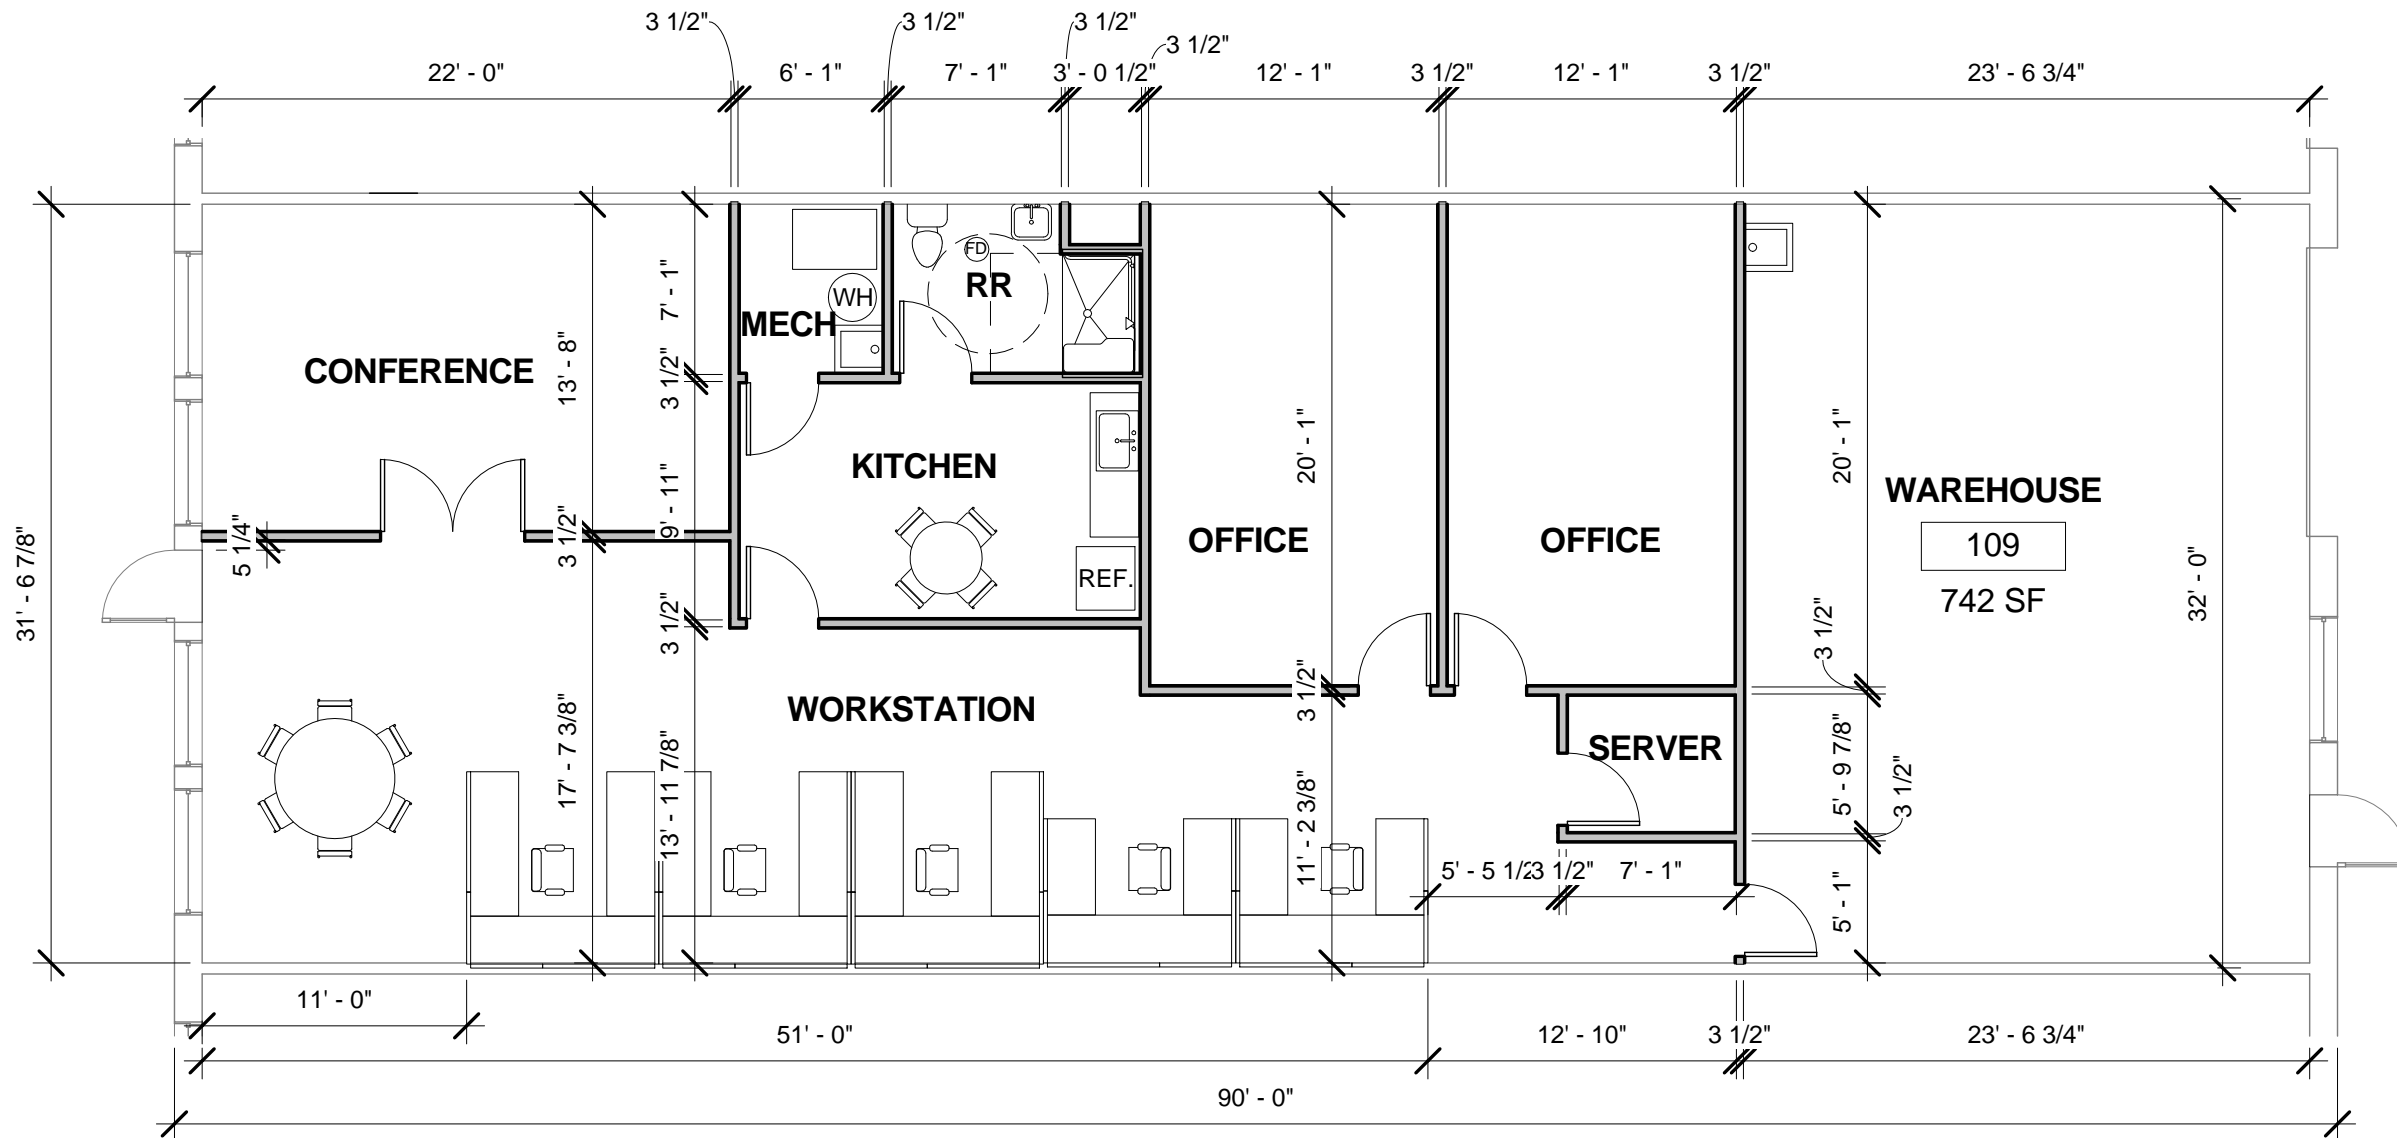 3 1/2" 3 1/2" 3 1/2"
3 1/2"
22' - 0" 6' - 1" 7' - 1" 3' - 0 1/2" 12' - 1" 3 1/2" 12' - 1" 3 1/2" 23' - 6 3/4"
FD
RR
WH
MECH
7' - 1"
CONFERENCE
13' - 8"
3 1/2"
KITCHEN
20' - 1"
20' - 1"
WAREHOUSE
109
742 SF
9' - 11"
3 1/2"
5 1/4"
31' - 6 7/8"
OFFICE
OFFICE
REF.
32' - 0"
3 1/2"
3 1/2"
3 1/2"
WORKSTATION
SERVER
17' - 7 3/8"
13' - 11 7/8"
11' - 2 3/8"
5' - 9 7/8"
3 1/2"
5' - 5 1/2 3 1/2" 7' - 1"
5' - 1"
11' - 0"
51' - 0" 12' - 10" 3 1/2" 23' - 6 3/4"
90' - 0"